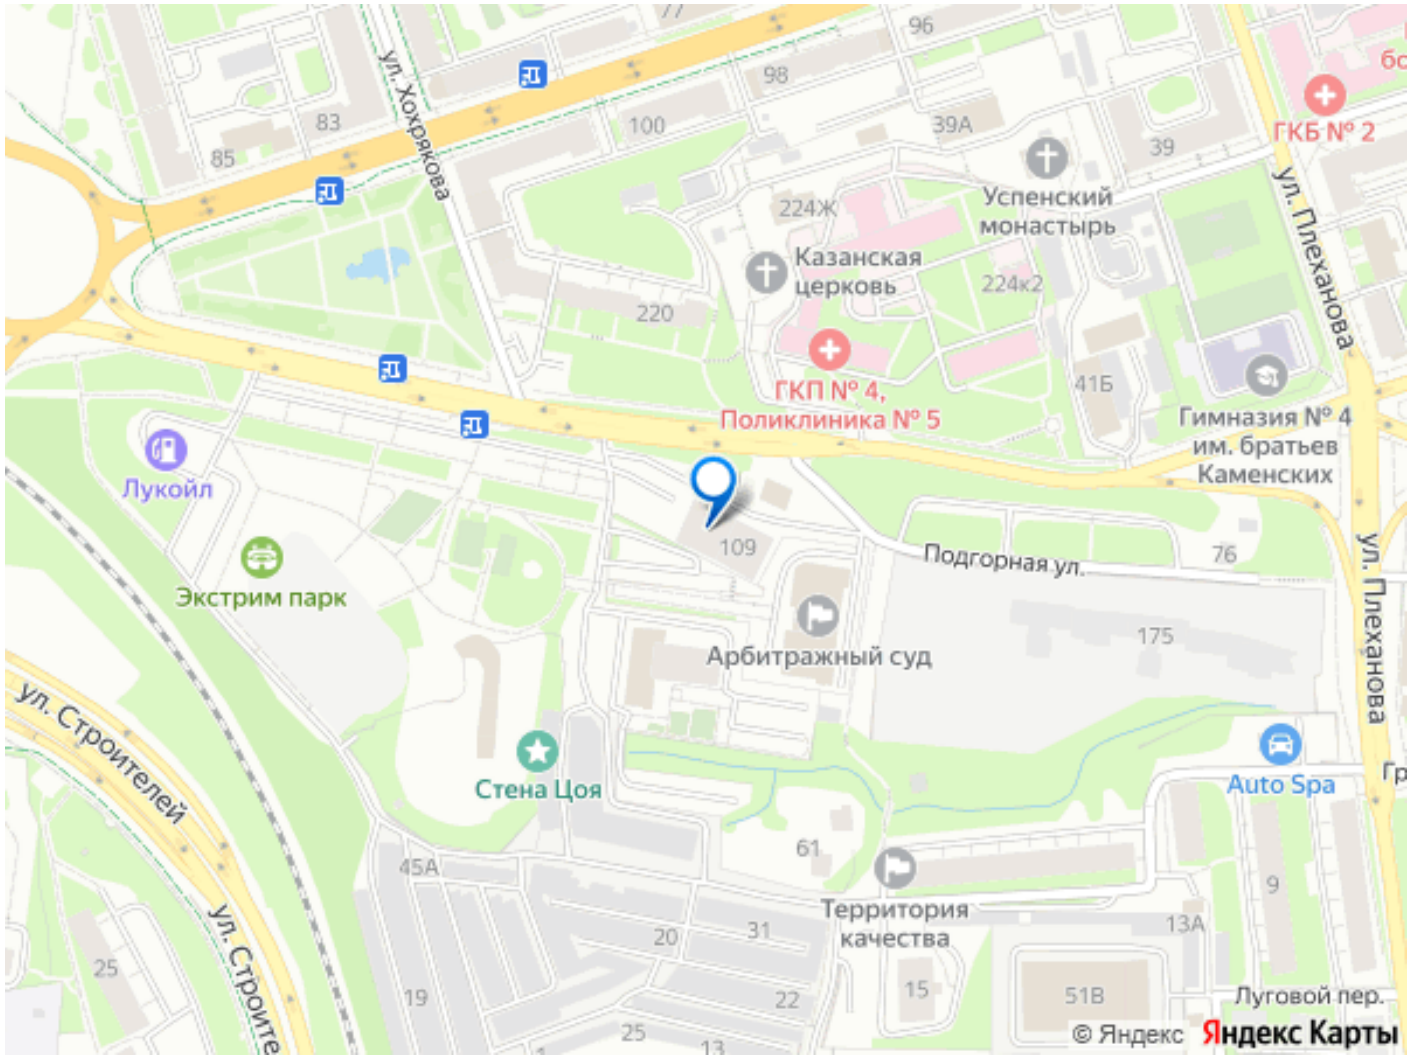 77
96
98
83
100
85
39А
39
ул. Хохрякова
ГКБ № 2
224Ж
Успенский
монастырь
Казанская
церковь
224к2
220
ул. Плеханова
ГКП № 4,
Поликлиника № 5
41Б
Гимназия № 4
им. братьев
Каменских
Лукойл
109
Подгорная ул.
76
ул. Плеханова
Экстрим парк
175
Арбитражный суд
ул. Строителей
Стена Цоя
Auto Spa
Гр
61
45А
9
Территория
качества
13А
ул. Строите
20
31
25
19
22
15
51В
Луговой пер.
25
13
© Яндекс Яндекс Карты